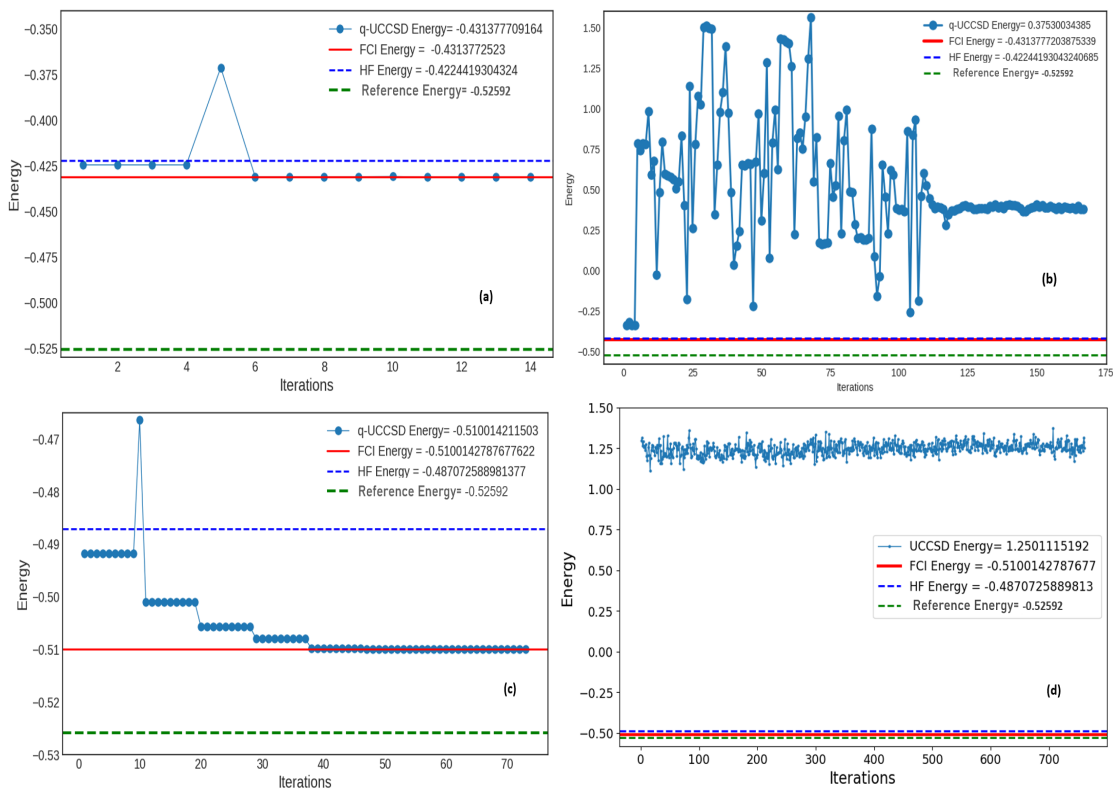 −0.350
−0.375
−0.400
−0.425
−0.450
−0.475
−0.500
−0.525
Energy
2
4
6
8
10
12
14
Iterations
q-UCCSD Energy= -0.431377709164
FCI Energy = -0.4313772523
HF Energy = -0.4224419304324
Reference Energy= -0.52592
(a)
1.50
1.25
1.00
0.75
0.50
0.25
0.00
−0.25
−0.50
Energy
0
25
50
75
100
125
150
175
Iterations
q-UCCSD Energy= 0.37530034385
FCI Energy = -0.4313777203875339
HF Energy = -0.42244193043240685
Reference Energy= -0.52592
(b)
−0.47
−0.48
−0.49
−0.50
−0.51
−0.52
−0.53
Energy
0
10
20
30
40
50
60
70
Iterations
q-UCCSD Energy= -0.510014211503
FCI Energy = -0.5100142787677622
HF Energy = -0.487072588981377
Reference Energy= -0.52592
(c)
1.50
1.25
1.00
0.75
0.50
0.25
0.00
−0.25
−0.50
Energy
0
100
200
300
400
500
600
700
Iterations
UCCSD Energy= 1.2501115192
FCI Energy = -0.5100142787677
HF Energy = -0.4870725889813
Reference Energy= -0.52592
(d)